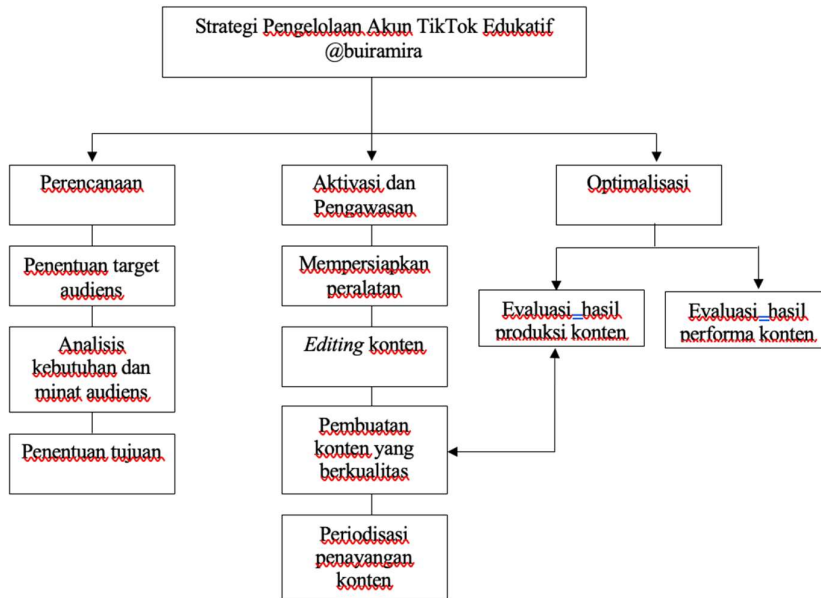 Strategi Pengelolaan Akun TikTok Edukatif
@buiramira
Perencanaan
Aktivasi dan
Pengawasan
Optimalisasi
Penentuan target
audiens
Mempersiapkan
peralatan
Evaluasi hasil
produksi konten
Evaluasi hasil
performa konten
Analisis
kebutuhan dan
minat audiens
Editing konten
Penentuan tujuan
Pembuatan
konten yang
berkualitas
Periodisasi
penayangan
konten